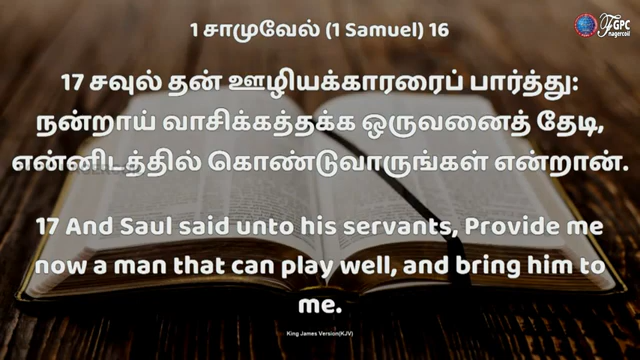 1 சாமுவேல் (1 Samuel) 16
GPC
nagercoil
17 சவுல் தன் ஊழியக்காரரைப் பார்த்து:
நன்றாய் வாசிக்கத்தக்க ஒருவனைத் தேடி,
என்னிடத்தில் கொண்டுவாருங்கள் என்றான்.
17 And Saul said unto his servants, Provide me
now a man that can play well, and bring him to
me.
King James Version(KJV)